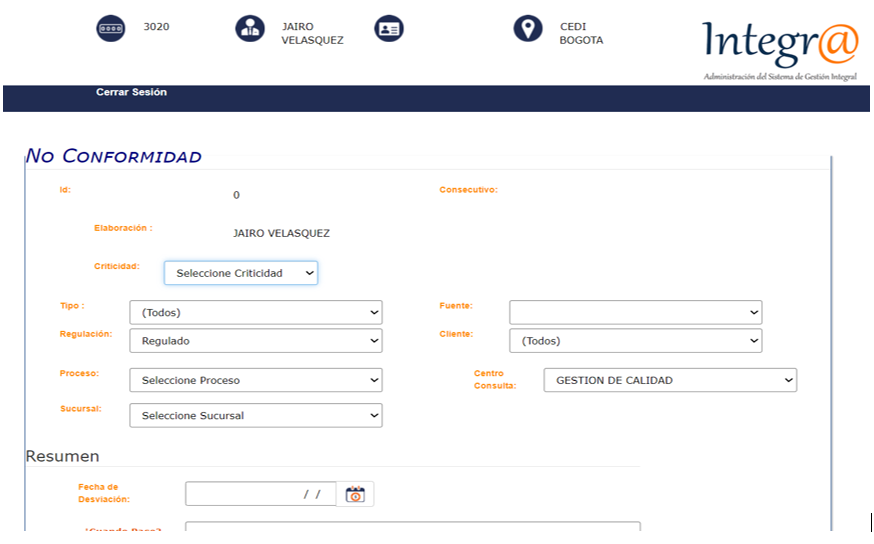 3020
JAIRO
VELASQUEZ
CEDI
BOGOTA
Integr@
Administración del Sistema de Gestión Integral
Cerrar Sesión
No Conformidad
Id:
0
Consecutivo:
Elaboración :
JAIRO VELASQUEZ
Criticidad:
Seleccione Criticidad
Tipo :
(Todos)
Fuente:
Regulación:
Regulado
Cliente:
(Todos)
Proceso:
Seleccione Proceso
Centro
Consulta:
GESTION DE CALIDAD
Sucursal:
Seleccione Sucursal
Resumen
Fecha de
Desviación:
/ /